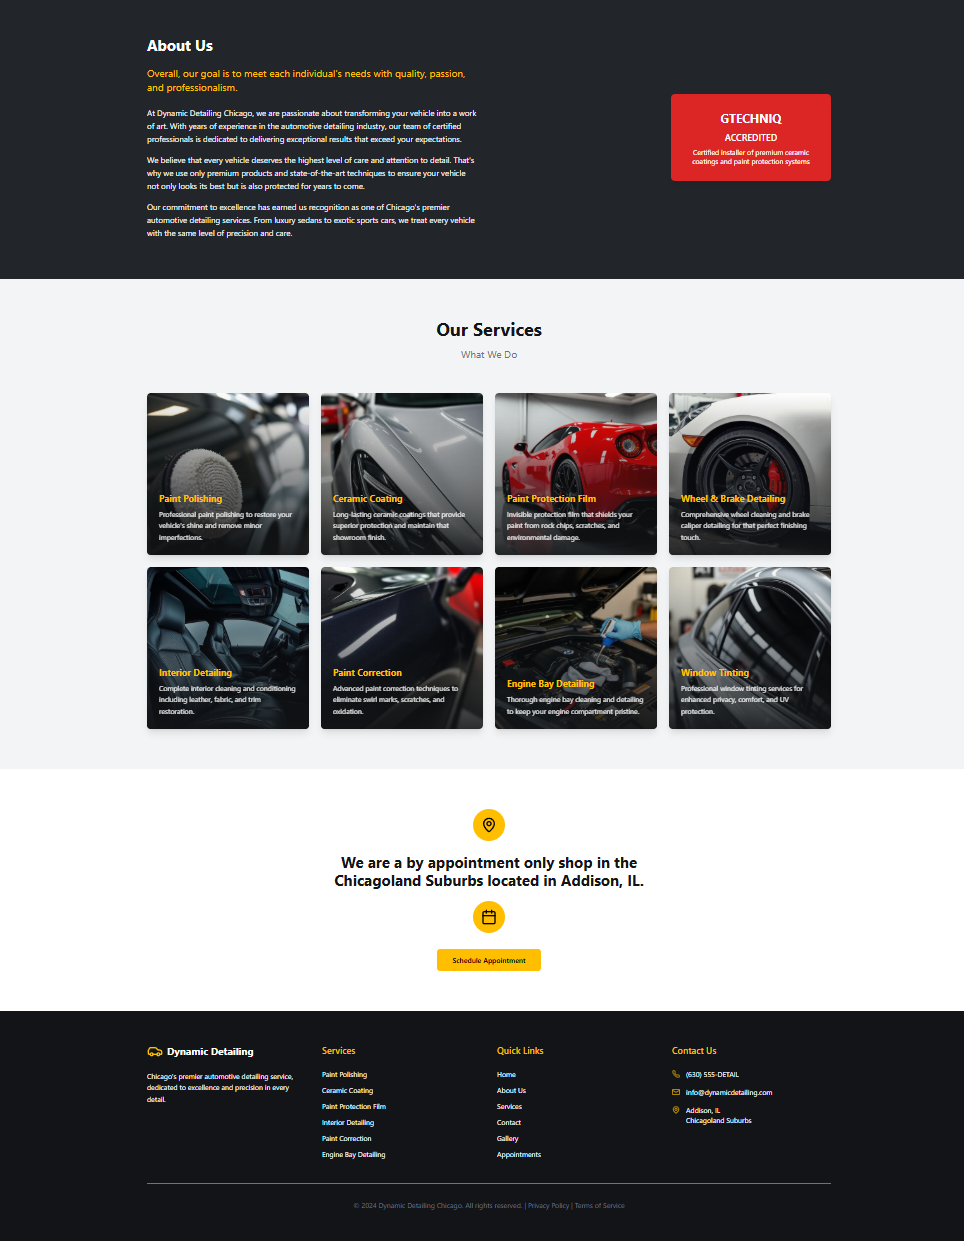 About Us
Overall, our goal is to meet each individual's needs with quality, passion,
and professionalism.
At Dynamic Detailing Chicago, we are passionate about transforming your vehicle into a work
of art. With years of experience in the automotive detailing industry, our team of certified
professionals is dedicated to delivering exceptional results that exceed your expectations.
We believe that every vehicle deserves the highest level of care and attention to detail. That's
why we use only premium products and state-of-the-art techniques to ensure your vehicle
not only looks its best but is also protected for years to come.
Our commitment to excellence has earned us recognition as one of Chicago's premier
automotive detailing services. From luxury sedans to exotic sports cars, we treat every vehicle
with the same level of precision and care.
GTECHNIQ
ACCREDITED
Certified installer of premium ceramic
coatings and paint protection systems
Our Services
What We Do
Paint Polishing
Professional paint polishing to restore your
vehicle's shine and remove minor
imperfections.
Ceramic Coating
Long-lasting ceramic coatings that provide
superior protection and maintain that
showroom finish.
Paint Protection Film
Invisible protection film that shields your
paint from rock chips, scratches, and
environmental damage.
Wheel & Brake Detailing
Comprehensive wheel cleaning and brake
caliper detailing for that perfect finishing
touch.
Interior Detailing
Complete interior cleaning and conditioning
including leather, fabric, and trim
restoration.
Paint Correction
Advanced paint correction techniques to
eliminate swirl marks, scratches, and
oxidation.
Engine Bay Detailing
Thorough engine bay cleaning and detailing
to keep your engine compartment pristine.
Window Tinting
Professional window tinting services for
enhanced privacy, comfort, and UV
protection.
We are a by appointment only shop in the
Chicagoland Suburbs located in Addison, IL.
Schedule Appointment
Dynamic Detailing
Chicago's premier automotive detailing service,
dedicated to excellence and precision in every
detail.
Services
Paint Polishing
Ceramic Coating
Paint Protection Film
Interior Detailing
Paint Correction
Engine Bay Detailing
Quick Links
Home
About Us
Services
Contact
Gallery
Appointments
Contact Us
(630) 555-DETAIL
info@dynamicdetailing.com
Addison, IL
Chicagoland Suburbs
© 2024 Dynamic Detailing Chicago. All rights reserved. | Privacy Policy | Terms of Service